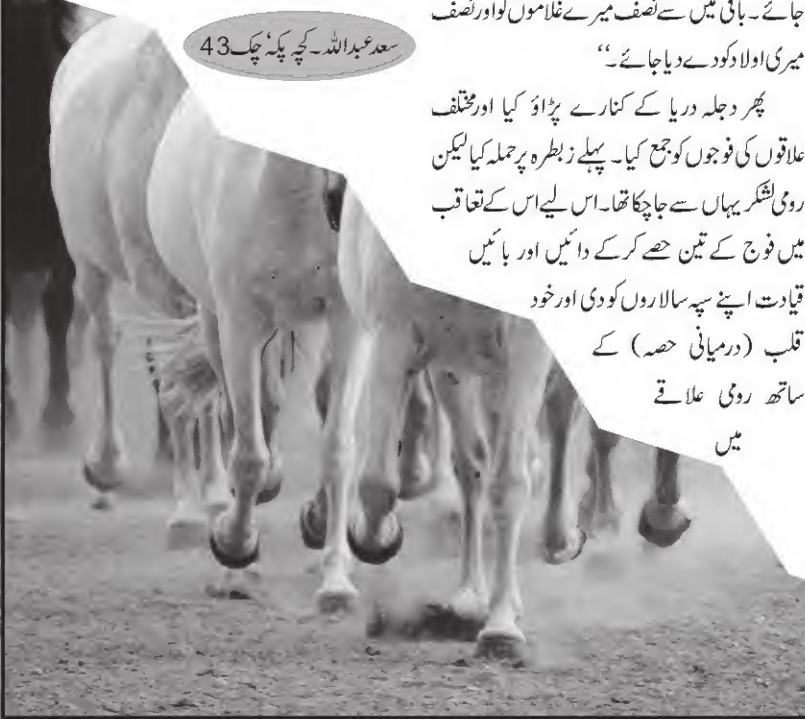 جائے۔ باقی میں سے نصف میرے غلاموں کو اور نصف
میری اولاد کو دے دیا جائے۔‘‘
سعد عبداللہ۔ کچہ پکہ، چک 43
پھر دجلہ دریا کے کنارے پڑاؤ کیا اور مختلف
علاقوں کی فوجوں کو جمع کیا۔ پہلے زبطرہ پر حملہ کیا لیکن
رومی لشکر یہاں سے جا چکا تھا۔ اس لیے اس کے تعاقب
میں فوج کے تین حصے کر کے دائیں اور بائیں
قیادت اپنے سپہ سالاروں کو دی اور خود
قلب (درمیانی حصہ) کے
ساتھ رومی علاقے
میں